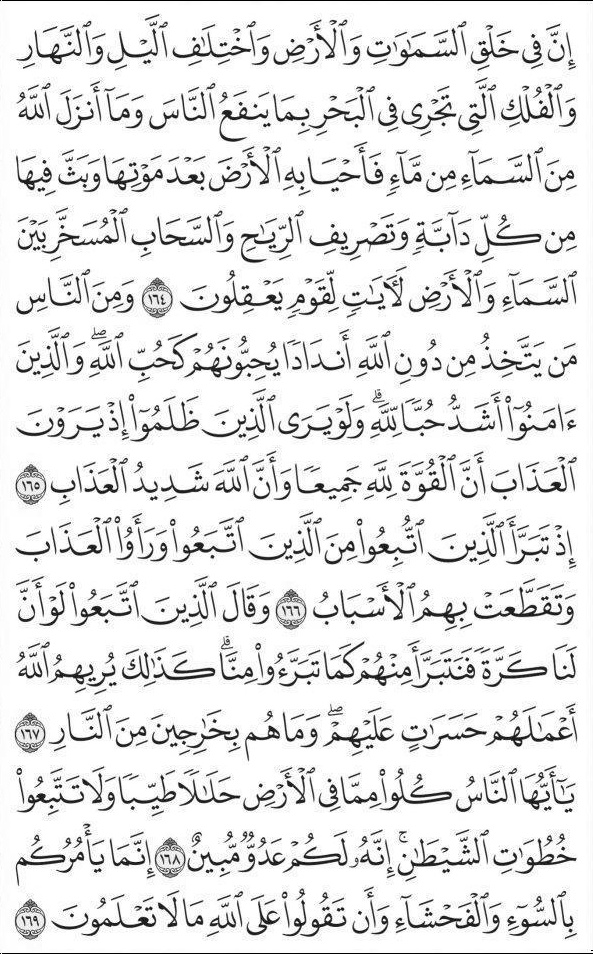 إِنَّ فِي خَلْقِ ٱلسَّمَٰوَٰتِ وَٱلْأَرْضِ وَٱخْتِلَٰفِ ٱلَّيْلِ وَٱلنَّهَارِ
وَٱلْفُلْكِ ٱلَّتِي تَجْرِي فِي ٱلْبَحْرِ بِمَا يَنفَعُ ٱلنَّاسَ وَمَآ أَنزَلَ ٱللَّهُ
مِنَ ٱلسَّمَآءِ مِن مَّآءٍ فَأَحْيَا بِهِ ٱلْأَرْضَ بَعْدَ مَوْتِهَا وَبَثَّ فِيهَا
مِن كُلِّ دَآبَّةٍ وَتَصْرِيفِ ٱلرِّيَٰحِ وَٱلسَّحَابِ ٱلْمُسَخَّرِ بَيْنَ
ٱلسَّمَآءِ وَٱلْأَرْضِ لَأٓيَٰتٍ لِّقَوْمٍ يَعْقِلُونَ ١٦٤ وَمِنَ ٱلنَّاسِ
مَن يَتَّخِذُ مِن دُونِ ٱللَّهِ أَندَادًا يُحِبُّونَهُمْ كَحُبِّ ٱللَّهِۖ وَٱلَّذِينَ
ءَامَنُوٓا۟ أَشَدُّ حُبًّا لِّلَّهِۗ وَلَوْ يَرَى ٱلَّذِينَ ظَلَمُوٓا۟ إِذْ يَرَوْنَ
ٱلْعَذَابَ أَنَّ ٱلْقُوَّةَ لِلَّهِ جَمِيعًا وَأَنَّ ٱللَّهَ شَدِيدُ ٱلْعَذَابِ ١٦٥
إِذْ تَبَرَّأَ ٱلَّذِينَ ٱتُّبِعُوا۟ مِنَ ٱلَّذِينَ ٱتَّبَعُوا۟ وَرَأَوُا۟ ٱلْعَذَابَ
وَتَقَطَّعَتْ بِهِمُ ٱلْأَسْبَابُ ١٦٦ وَقَالَ ٱلَّذِينَ ٱتَّبَعُوا۟ لَوْ أَنَّ
لَنَا كَرَّةً فَنَتَبَرَّأَ مِنْهُمْ كَمَا تَبَرَّءُوا۟ مِنَّاۗ كَذَٰلِكَ يُرِيهِمُ ٱللَّهُ
أَعْمَٰلَهُمْ حَسَرَٰتٍ عَلَيْهِمْۖ وَمَا هُم بِخَٰرِجِينَ مِنَ ٱلنَّارِ ١٦٧
يَٰٓأَيُّهَا ٱلنَّاسُ كُلُوا۟ مِمَّا فِي ٱلْأَرْضِ حَلَٰلًا طَيِّبًا وَلَا تَتَّبِعُوا۟
خُطُوَٰتِ ٱلشَّيْطَٰنِۚ إِنَّهُۥ لَكُمْ عَدُوٌّ مُّبِينٌ ١٦٨ إِنَّمَا يَأْمُرُكُم
بِٱلسُّوٓءِ وَٱلْفَحْشَآءِ وَأَن تَقُولُوا۟ عَلَى ٱللَّهِ مَا لَا تَعْلَمُونَ ١٦٩